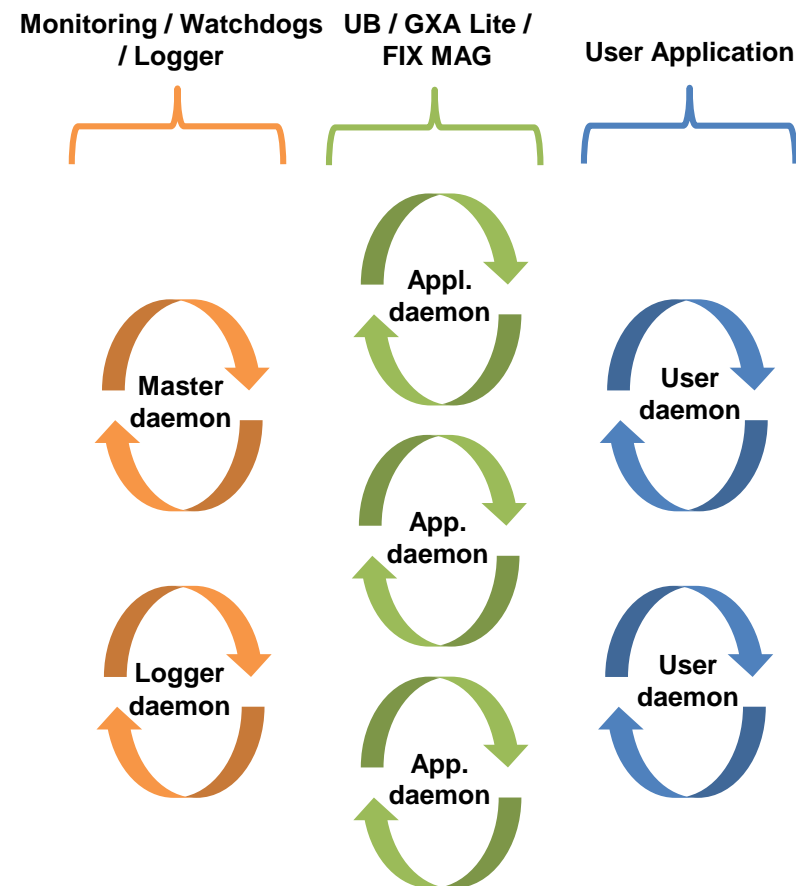 Monitoring / Watchdogs
/ Logger
UB / GXA Lite /
FIX MAG
User Application
Appl.
daemon
Master
daemon
User
daemon
App.
daemon
Logger
daemon
User
daemon
App.
daemon